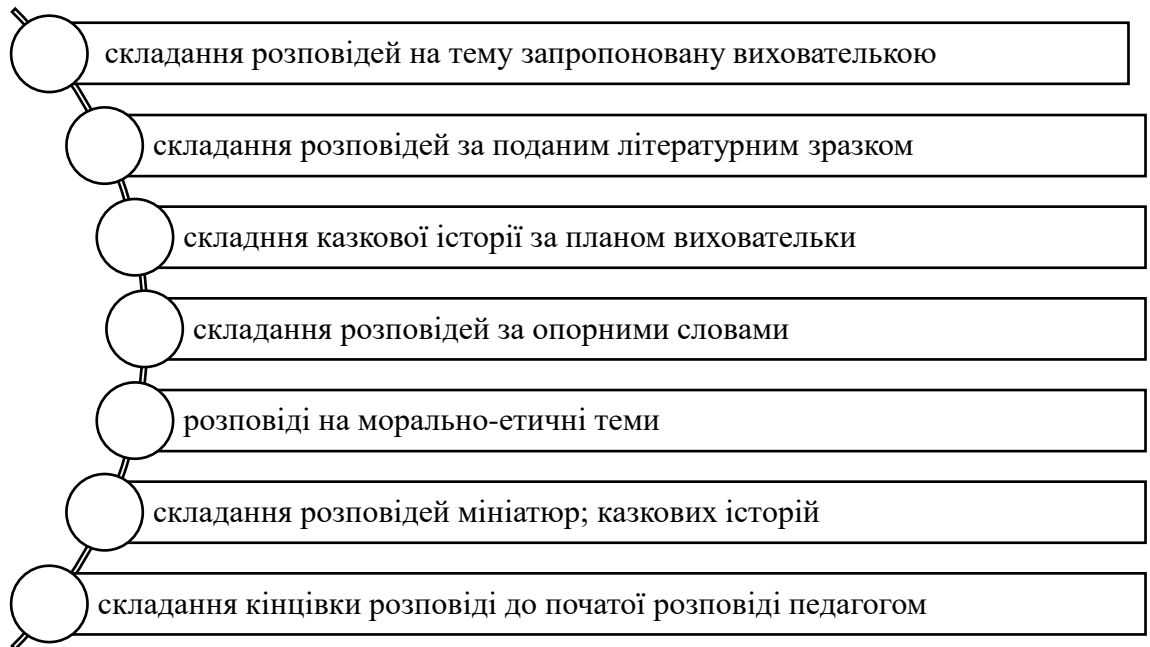 складання розповідей на тему запропоновану вихователькою
складання розповідей за поданим літературним зразком
складння казкової історії за планом виховательки
складання розповідей за опорними словами
розповіді на морально-етичні теми
складання розповідей мініатюр; казкових історій
складання кінцівки розповіді до початої розповіді педагогом